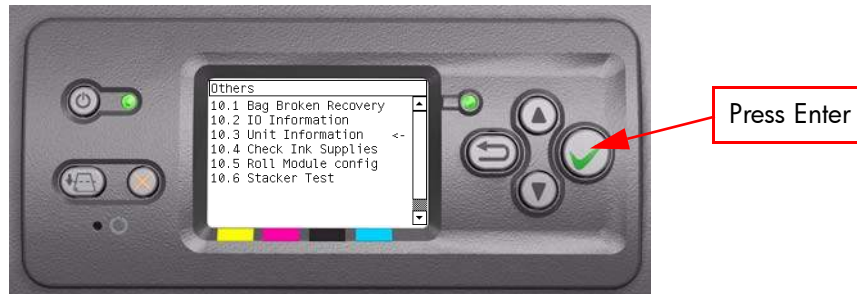 Others
10.1 Bag Broken Recovery
10.2 IO Information
10.3 Unit Information <-
10.4 Check Ink Supplies
10.5 Roll Module config
10.6 Stacker Test
Press Enter